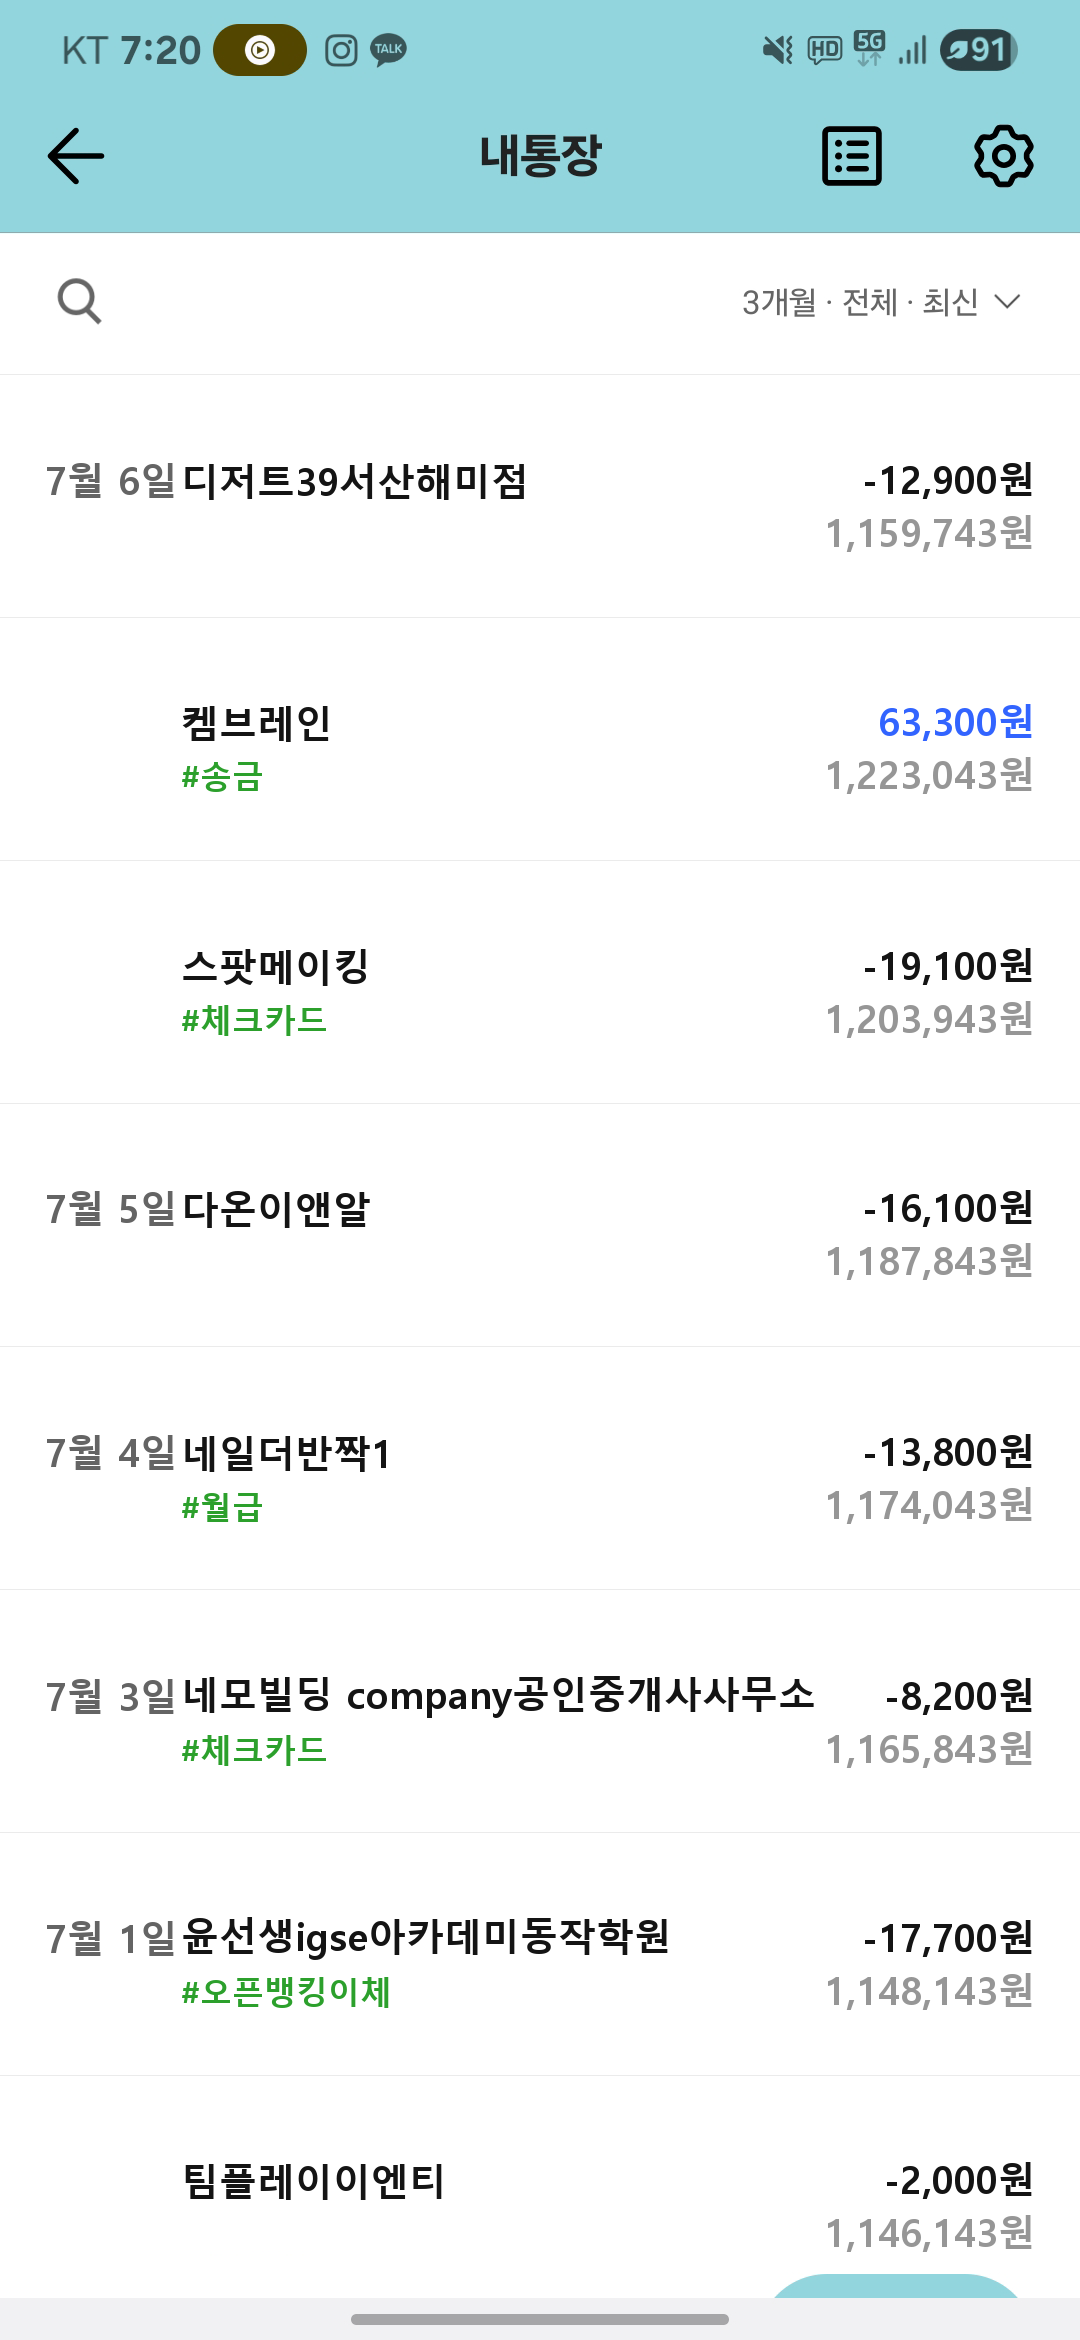 KT 7:20 TALK HD 5G 91
내통장
3개월 · 전체 · 최신
7월 6일 디저트39서산해미점 -12,900원
1,159,743원
켐브레인 63,300원
#송금 1,223,043원
스팟메이킹 -19,100원
#체크카드 1,203,943원
7월 5일 다온이앤알 -16,100원
1,187,843원
7월 4일 네일더반짝1 -13,800원
#월급 1,174,043원
7월 3일 네모빌딩 company공인중개사사무소 -8,200원
#체크카드 1,165,843원
7월 1일 윤선생igse아카데미동작학원 -17,700원
#오픈뱅킹이체 1,148,143원
팀플레이이엔티 -2,000원
1,146,143원